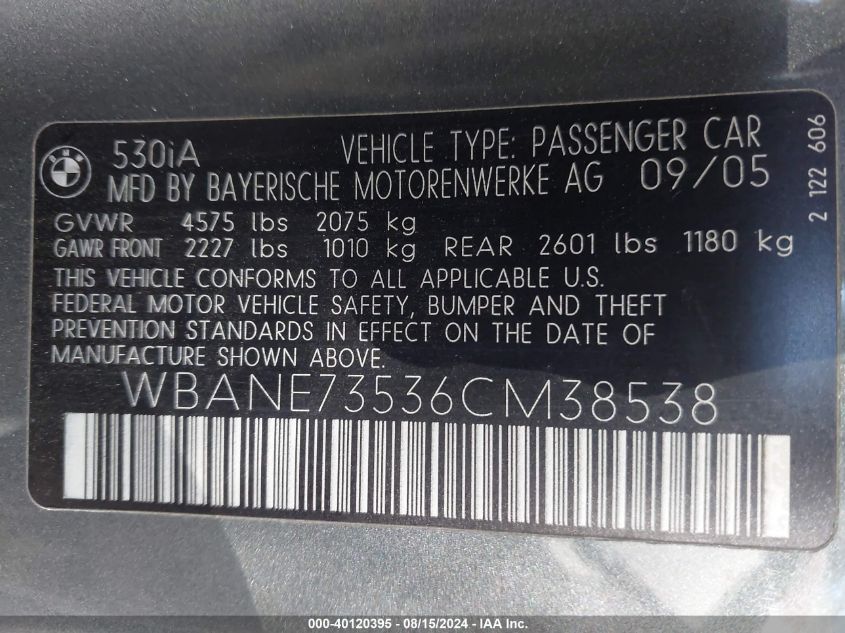 BMW
530iA VEHICLE TYPE: PASSENGER CAR
MFD BY BAYERISCHE MOTORENWERKE AG 09/05
GVWR 4575 lbs 2075 kg
GAWR FRONT 2227 lbs 1010 kg REAR 2601 lbs 1180 kg
THIS VEHICLE CONFORMS TO ALL APPLICABLE U.S.
FEDERAL MOTOR VEHICLE SAFETY, BUMPER AND THEFT
PREVENTION STANDARDS IN EFFECT ON THE DATE OF
MANUFACTURE SHOWN ABOVE.
WBANE73536CM38538
2 122 606
000-40120395 - 08/15/2024 - IAA Inc.